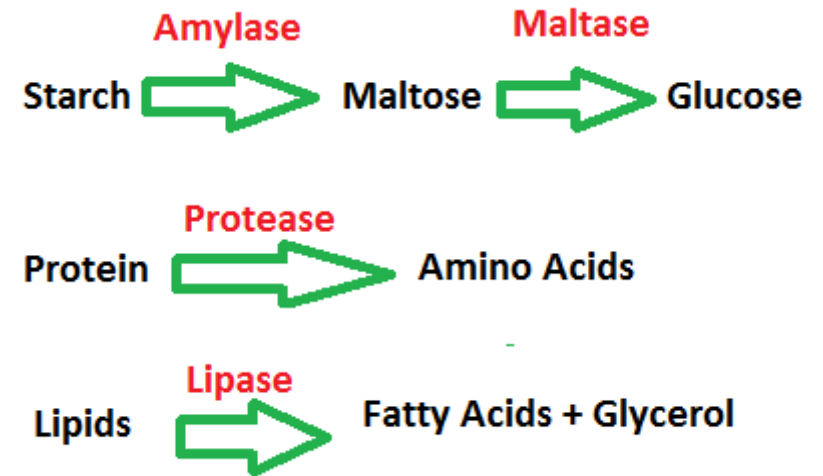 Amylase Maltase
Starch Maltose Glucose
Protease
Protein Amino Acids
Lipase
Lipids Fatty Acids + Glycerol